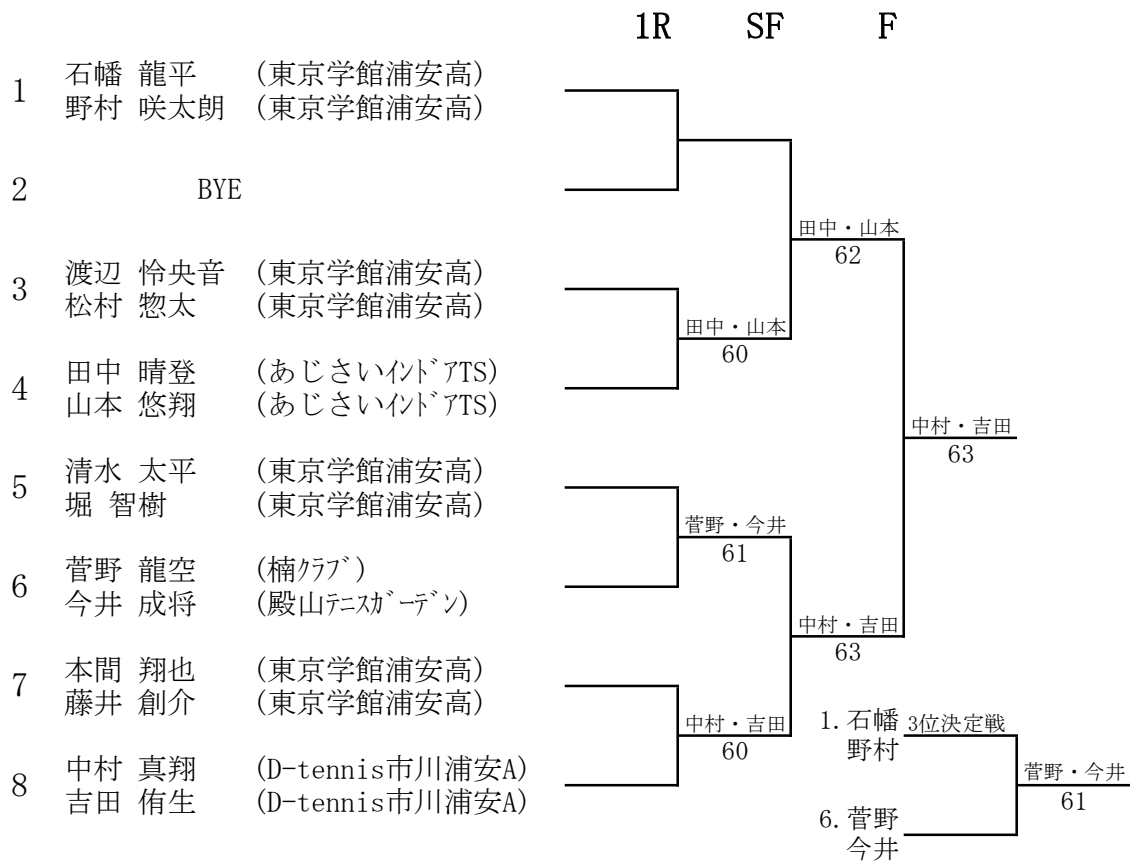 1R SF F
1 石幡 龍平 (東京学館浦安高)
野村 咲太朗 (東京学館浦安高)
2 BYE
田中・山本
62
3 渡辺 怜央音 (東京学館浦安高)
松村 惣太 (東京学館浦安高)
田中・山本
60
4 田中 晴登 (あじさいｲﾝﾄﾞｱTS)
山本 悠翔 (あじさいｲﾝﾄﾞｱTS)
中村・吉田
63
5 清水 太平 (東京学館浦安高)
堀 智樹 (東京学館浦安高)
菅野・今井
61
6 菅野 龍空 (楠ｸﾗﾌﾞ)
今井 成将 (殿山ﾃﾆｽｶﾞｰﾃﾞﾝ)
中村・吉田
63
7 本間 翔也 (東京学館浦安高)
藤井 創介 (東京学館浦安高)
中村・吉田
60
8 中村 真翔 (D-tennis市川浦安A)
吉田 侑生 (D-tennis市川浦安A)
1. 石幡 3位決定戦
野村
菅野・今井
61
6. 菅野
今井